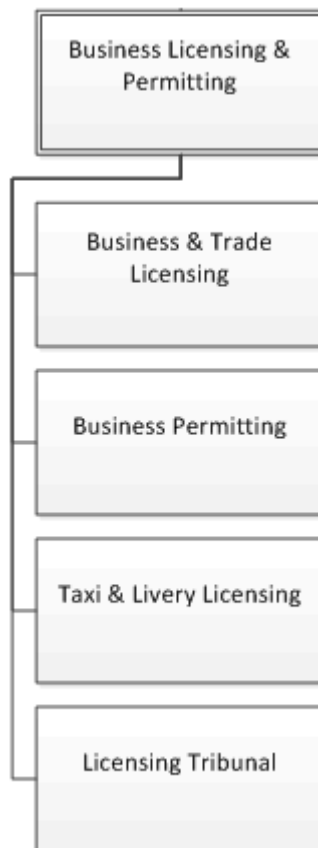 Business Licensing &
Permitting
Business & Trade
Licensing
Business Permitting
Taxi & Livery Licensing
Licensing Tribunal